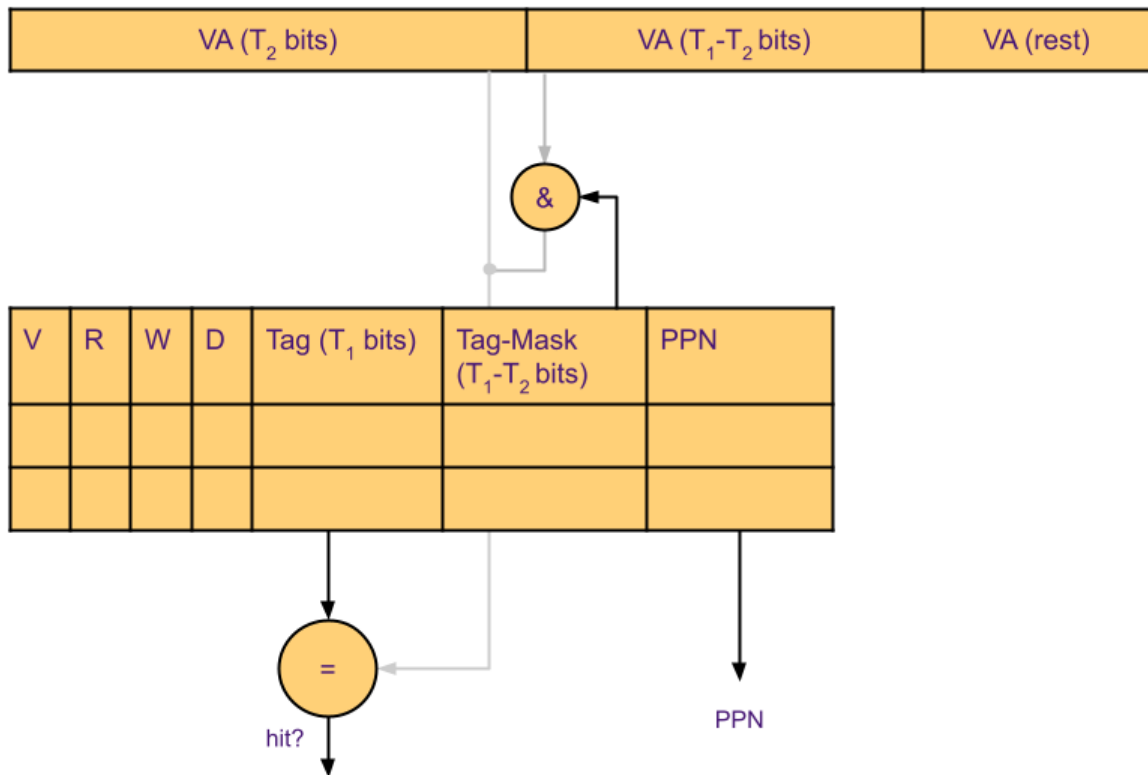 VA (T₂ bits) VA (T₁-T₂ bits) VA (rest)
&
V R W D Tag (T₁ bits) Tag-Mask PPN
(T₁-T₂ bits)
=
hit?
PPN